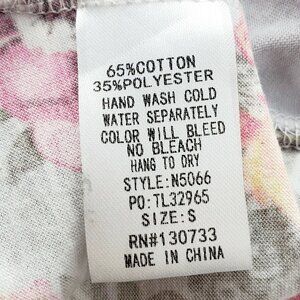 65%COTTON
35%POLYESTER
HAND WASH COLD
WATER SEPARATELY
COLOR WILL BLEED
NO BLEACH
HANG TO DRY
STYLE:N5066
PO:TL32965
SIZE:S
RN#130733
MADE IN CHINA